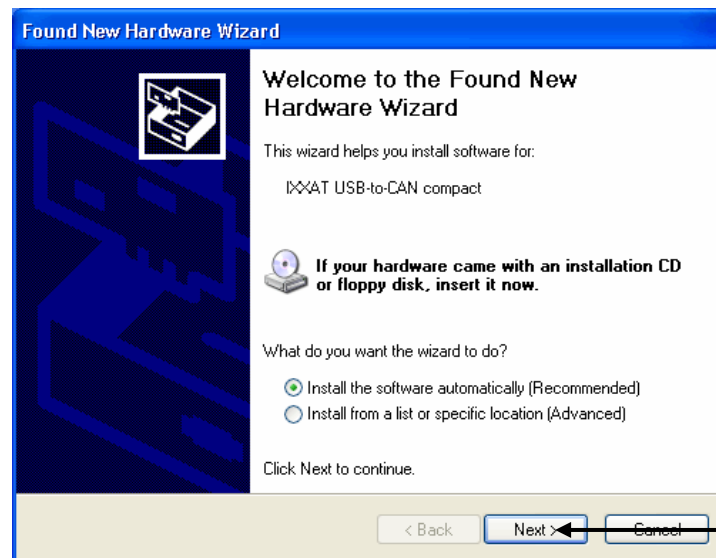 Found New Hardware Wizard
Welcome to the Found New
Hardware Wizard
This wizard helps you install software for:
IXXAT USB-to-CAN compact
If your hardware came with an installation CD
or floppy disk, insert it now.
What do you want the wizard to do?
Install the software automatically (Recommended)
Install from a list or specific location (Advanced)
Click Next to continue.
< Back Next > Cancel